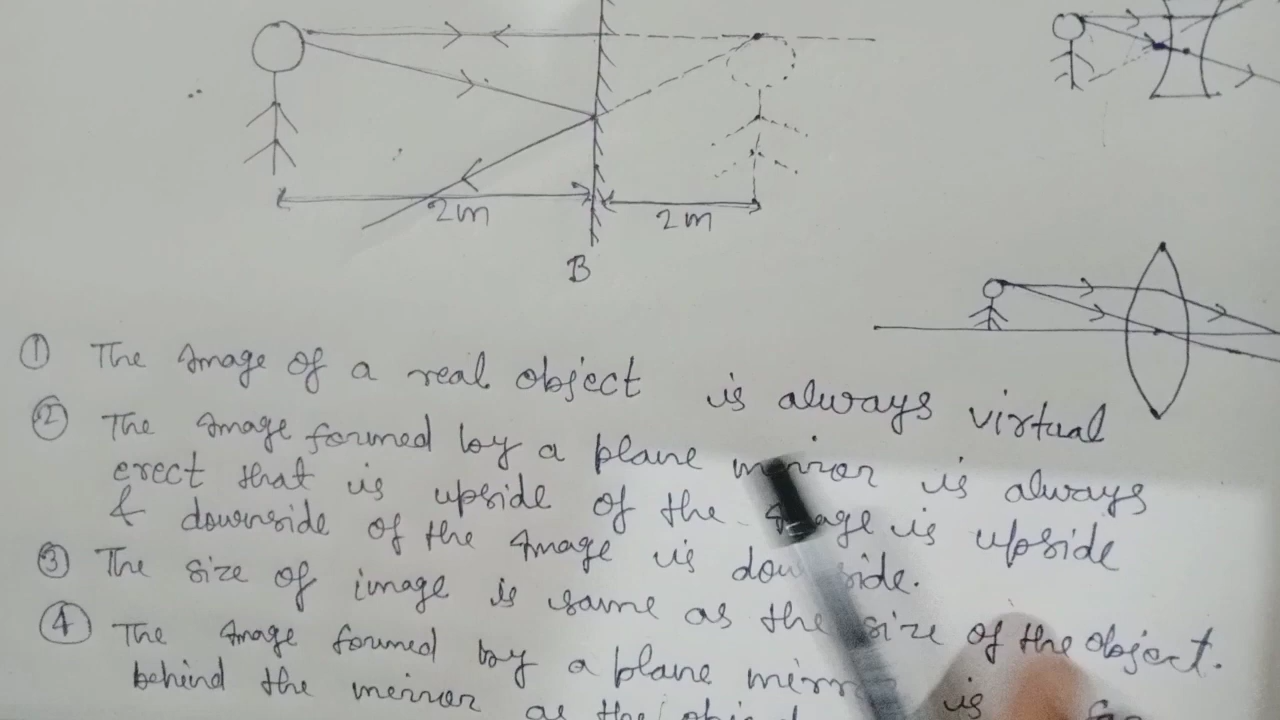 2m 2m
B
① The Image of a real object is always virtual
② The Image formed by a plane mirror is always
erect that is upside of the Image is upside
& downside of the Image is downside.
③ The size of image is same as the size of the object.
④ The Image formed by a plane mirror is
behind the mirror as the